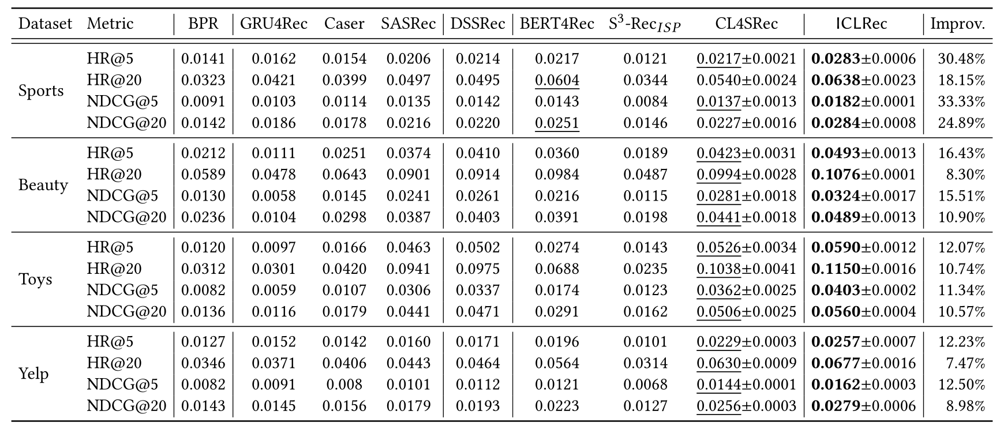 Dataset Metric BPR GRU4Rec Caser SASRec DSSRec BERT4Rec S³-Rec_ISP CL4SRec ICLRec Improv.
HR@5 0.0141 0.0162 0.0154 0.0206 0.0214 0.0217 0.0121 0.0217±0.0021 0.0283±0.0006 30.48%
HR@20 0.0323 0.0421 0.0399 0.0497 0.0495 0.0604 0.0344 0.0540±0.0024 0.0638±0.0023 18.15%
Sports
NDCG@5 0.0091 0.0103 0.0114 0.0135 0.0142 0.0143 0.0084 0.0137±0.0013 0.0182±0.0001 33.33%
NDCG@20 0.0142 0.0186 0.0178 0.0216 0.0220 0.0251 0.0146 0.0227±0.0016 0.0284±0.0008 24.89%
HR@5 0.0212 0.0111 0.0251 0.0374 0.0410 0.0360 0.0189 0.0423±0.0031 0.0493±0.0013 16.43%
HR@20 0.0589 0.0478 0.0643 0.0901 0.0914 0.0984 0.0487 0.0994±0.0028 0.1076±0.0001 8.30%
Beauty
NDCG@5 0.0130 0.0058 0.0145 0.0241 0.0261 0.0216 0.0115 0.0281±0.0018 0.0324±0.0017 15.51%
NDCG@20 0.0236 0.0104 0.0298 0.0387 0.0403 0.0391 0.0198 0.0441±0.0018 0.0489±0.0013 10.90%
HR@5 0.0120 0.0097 0.0166 0.0463 0.0502 0.0274 0.0143 0.0526±0.0034 0.0590±0.0012 12.07%
HR@20 0.0312 0.0301 0.0420 0.0941 0.0975 0.0688 0.0235 0.1038±0.0041 0.1150±0.0016 10.74%
Toys
NDCG@5 0.0082 0.0059 0.0107 0.0306 0.0337 0.0174 0.0123 0.0362±0.0025 0.0403±0.0002 11.34%
NDCG@20 0.0136 0.0116 0.0179 0.0441 0.0471 0.0291 0.0162 0.0506±0.0025 0.0560±0.0004 10.57%
HR@5 0.0127 0.0152 0.0142 0.0160 0.0171 0.0196 0.0101 0.0229±0.0003 0.0257±0.0007 12.23%
HR@20 0.0346 0.0371 0.0406 0.0443 0.0464 0.0564 0.0314 0.0630±0.0009 0.0677±0.0016 7.47%
Yelp
NDCG@5 0.0082 0.0091 0.008 0.0101 0.0112 0.0121 0.0068 0.0144±0.0001 0.0162±0.0003 12.50%
NDCG@20 0.0143 0.0145 0.0156 0.0179 0.0193 0.0223 0.0127 0.0256±0.0003 0.0279±0.0006 8.98%